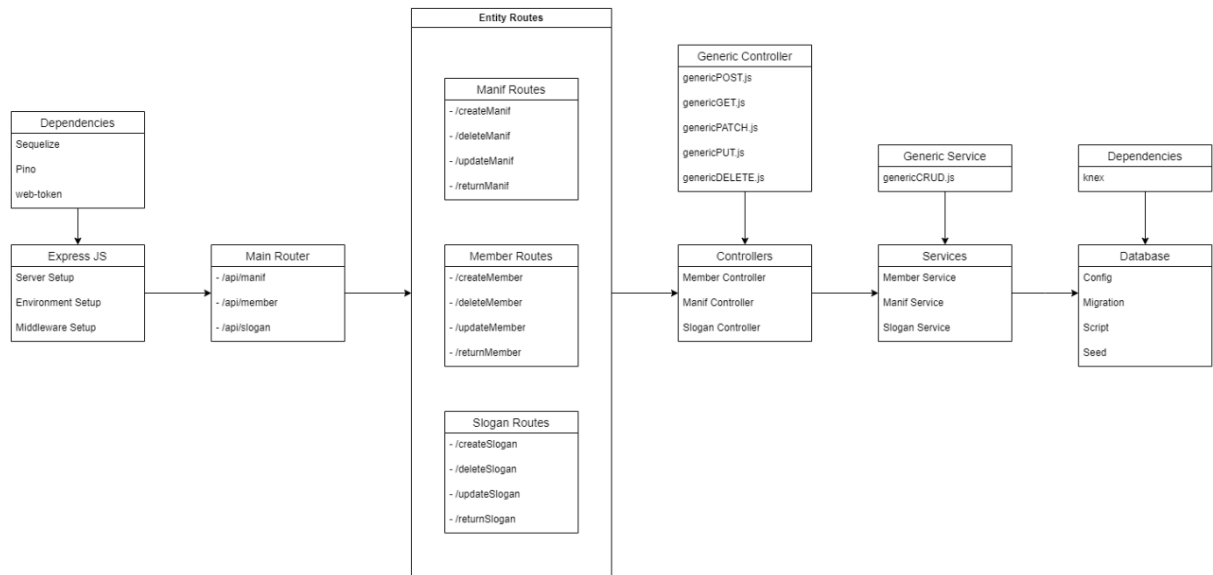 Dependencies
Sequelize
Pino
web-token
Express JS
Server Setup
Environment Setup
Middleware Setup
Main Router
- /api/manif
- /api/member
- /api/slogan
Entity Routes
Manif Routes
- /createManif
- /deleteManif
- /updateManif
- /returnManif
Member Routes
- /createMember
- /deleteMember
- /updateMember
- /returnMember
Slogan Routes
- /createSlogan
- /deleteSlogan
- /updateSlogan
- /returnSlogan
Generic Controller
genericPOST.js
genericGET.js
genericPATCH.js
genericPUT.js
genericDELETE.js
Controllers
Member Controller
Manif Controller
Slogan Controller
Generic Service
genericCRUD.js
Services
Member Service
Manif Service
Slogan Service
Dependencies
knex
Database
Config
Migration
Script
Seed